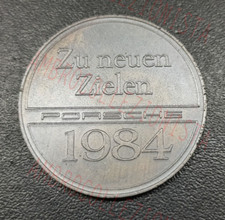 Zu neuen
Zielen
PORSCHE
1984